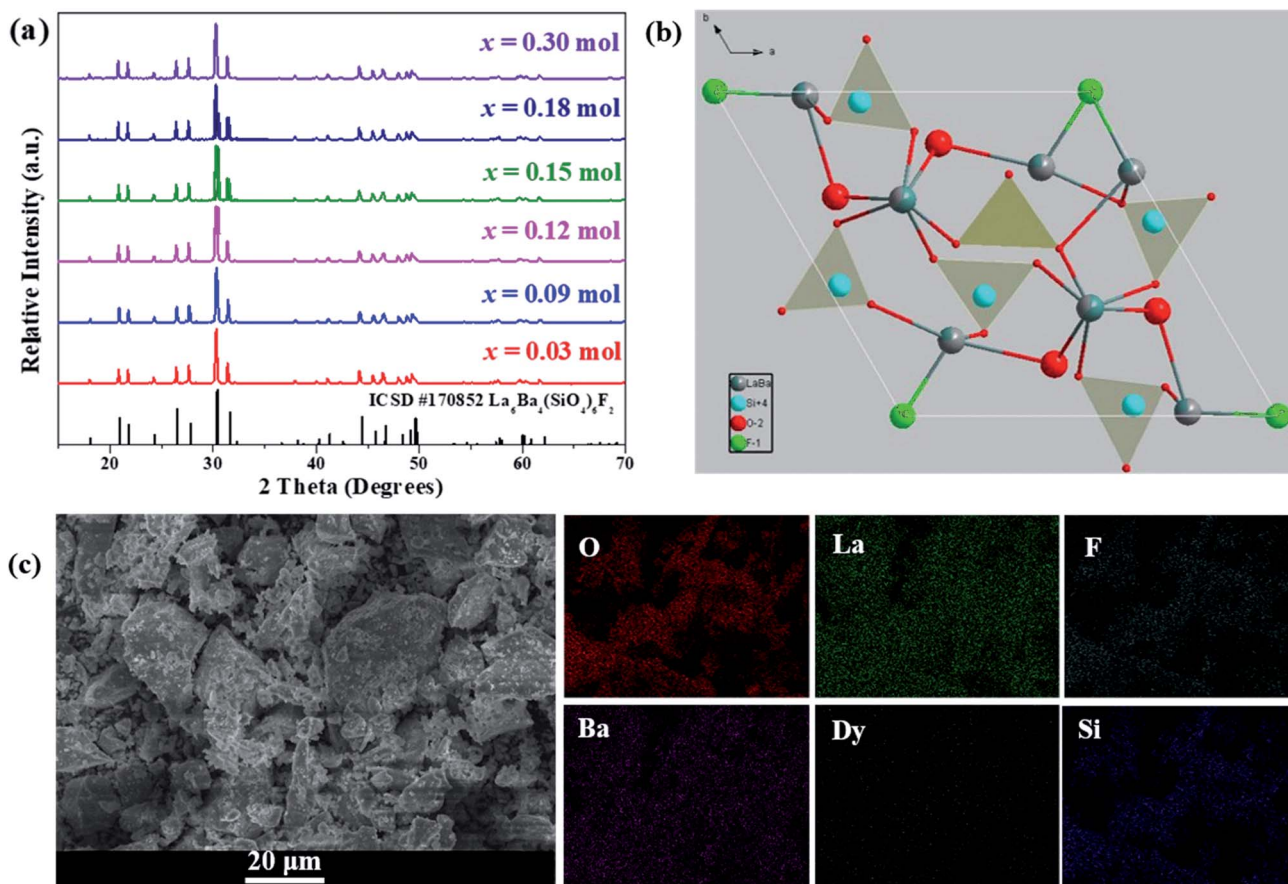 (a)
x = 0.30 mol
x = 0.18 mol
x = 0.15 mol
x = 0.12 mol
x = 0.09 mol
x = 0.03 mol
ICSD #170852 La6Ba4(SiO4)6F2
Relative Intensity (a.u.)
20 30 40 50 60 70
2 Theta (Degrees)
(b)
b
a
LaBa
Si+4
O-2
F-1
(c)
20 μm
O
La
F
Ba
Dy
Si